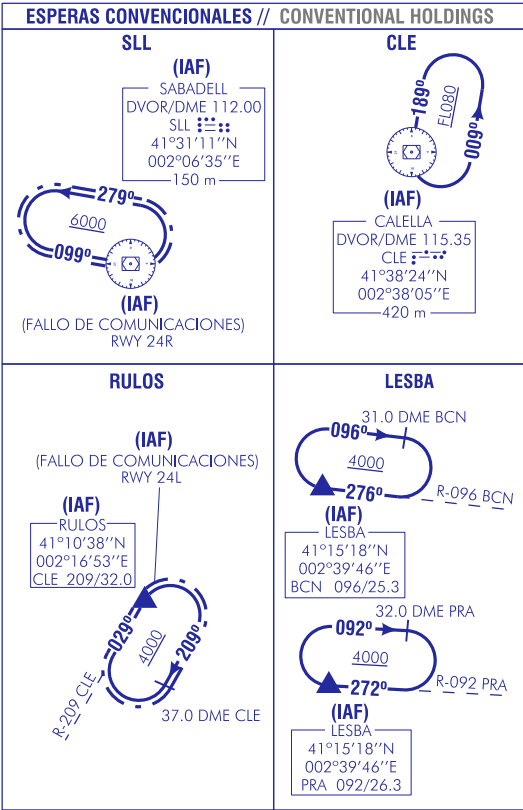 ESPERAS CONVENCIONALES // CONVENTIONAL HOLDINGS
SLL
(IAF)
SABADELL
DVOR/DME 112.00
SLL
41°31'11''N
002°06'35''E
150 m
279º
6000
099º
(IAF)
(FALLO DE COMUNICACIONES)
RWY 24R
CLE
189º
FL080
009º
(IAF)
CALELLA
DVOR/DME 115.35
CLE
41°38'24''N
002°38'05''E
420 m
RULOS
(IAF)
(FALLO DE COMUNICACIONES)
RWY 24L
(IAF)
RULOS
41°10'38''N
002°16'53''E
CLE 209/32.0
029º
4000
209º
R-209 CLE
37.0 DME CLE
LESBA
31.0 DME BCN
096º
4000
276º
R-096 BCN
(IAF)
LESBA
41°15'18''N
002°39'46''E
BCN 096/25.3
32.0 DME PRA
092º
4000
272º
R-092 PRA
(IAF)
LESBA
41°15'18''N
002°39'46''E
PRA 092/26.3